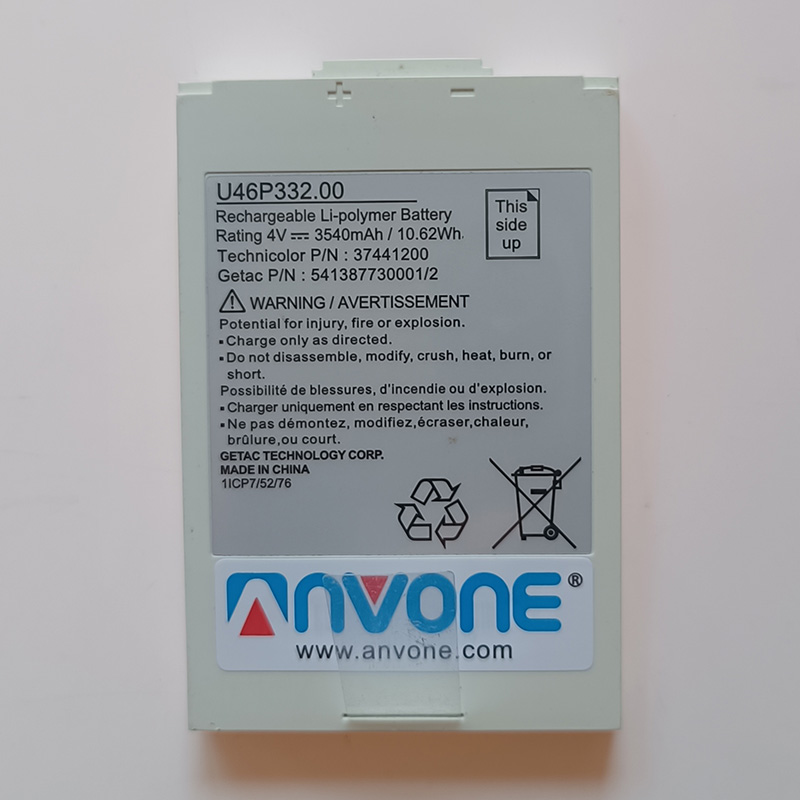 + −
U46P332.00
Rechargeable Li-polymer Battery
Rating 4V ⎓ 3540mAh / 10.62Wh.
Technicolor P/N : 37441200
Getac P/N : 541387730001/2
This
side
up
⚠ WARNING / AVERTISSEMENT
Potential for injury, fire or explosion.
▪ Charge only as directed.
▪ Do not disassemble, modify, crush, heat, burn, or
short.
Possibilité de blessures, d'incendie ou d'explosion.
▪ Charger uniquement en respectant les instructions.
▪ Ne pas démontez, modifiez,écraser,chaleur,
brûlure,ou court.
GETAC TECHNOLOGY CORP.
MADE IN CHINA
1ICP7/52/76
ANVONE®
www.anvone.com